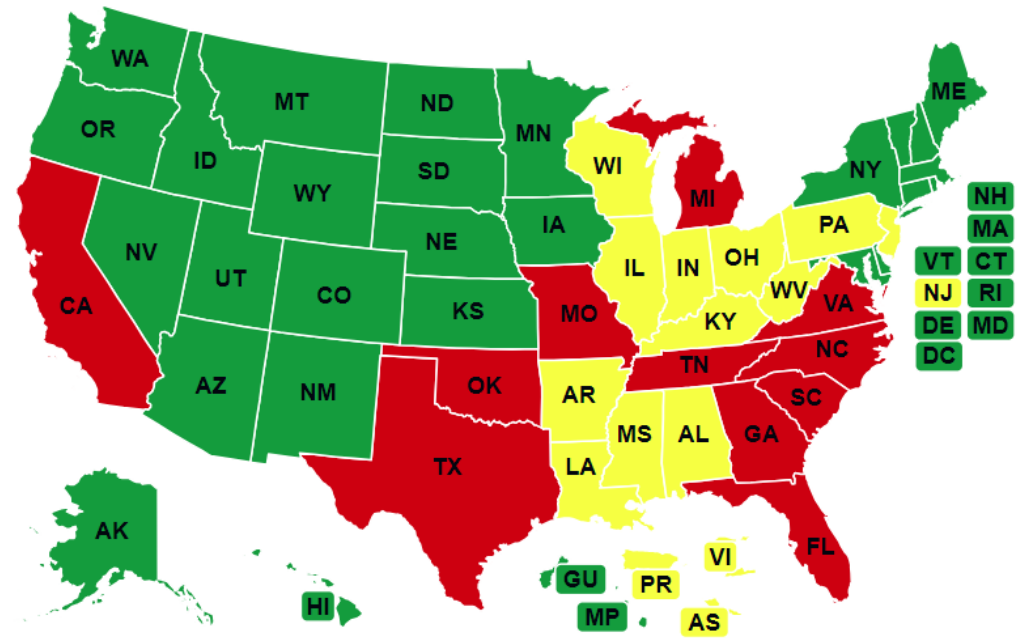 WA
MT
ND
ME
OR
MN
ID
SD
WI
NY
WY
MI
NH
IA
PA
MA
NV
NE
OH
VT CT
UT
IL
IN
CO
WV
NJ RI
CA
KS
MO
VA
KY
DE MD
NC
DC
TN
AZ
NM
OK
AR
SC
MS
AL
GA
TX
LA
AK
FL
VI
GU
PR
HI
MP
AS